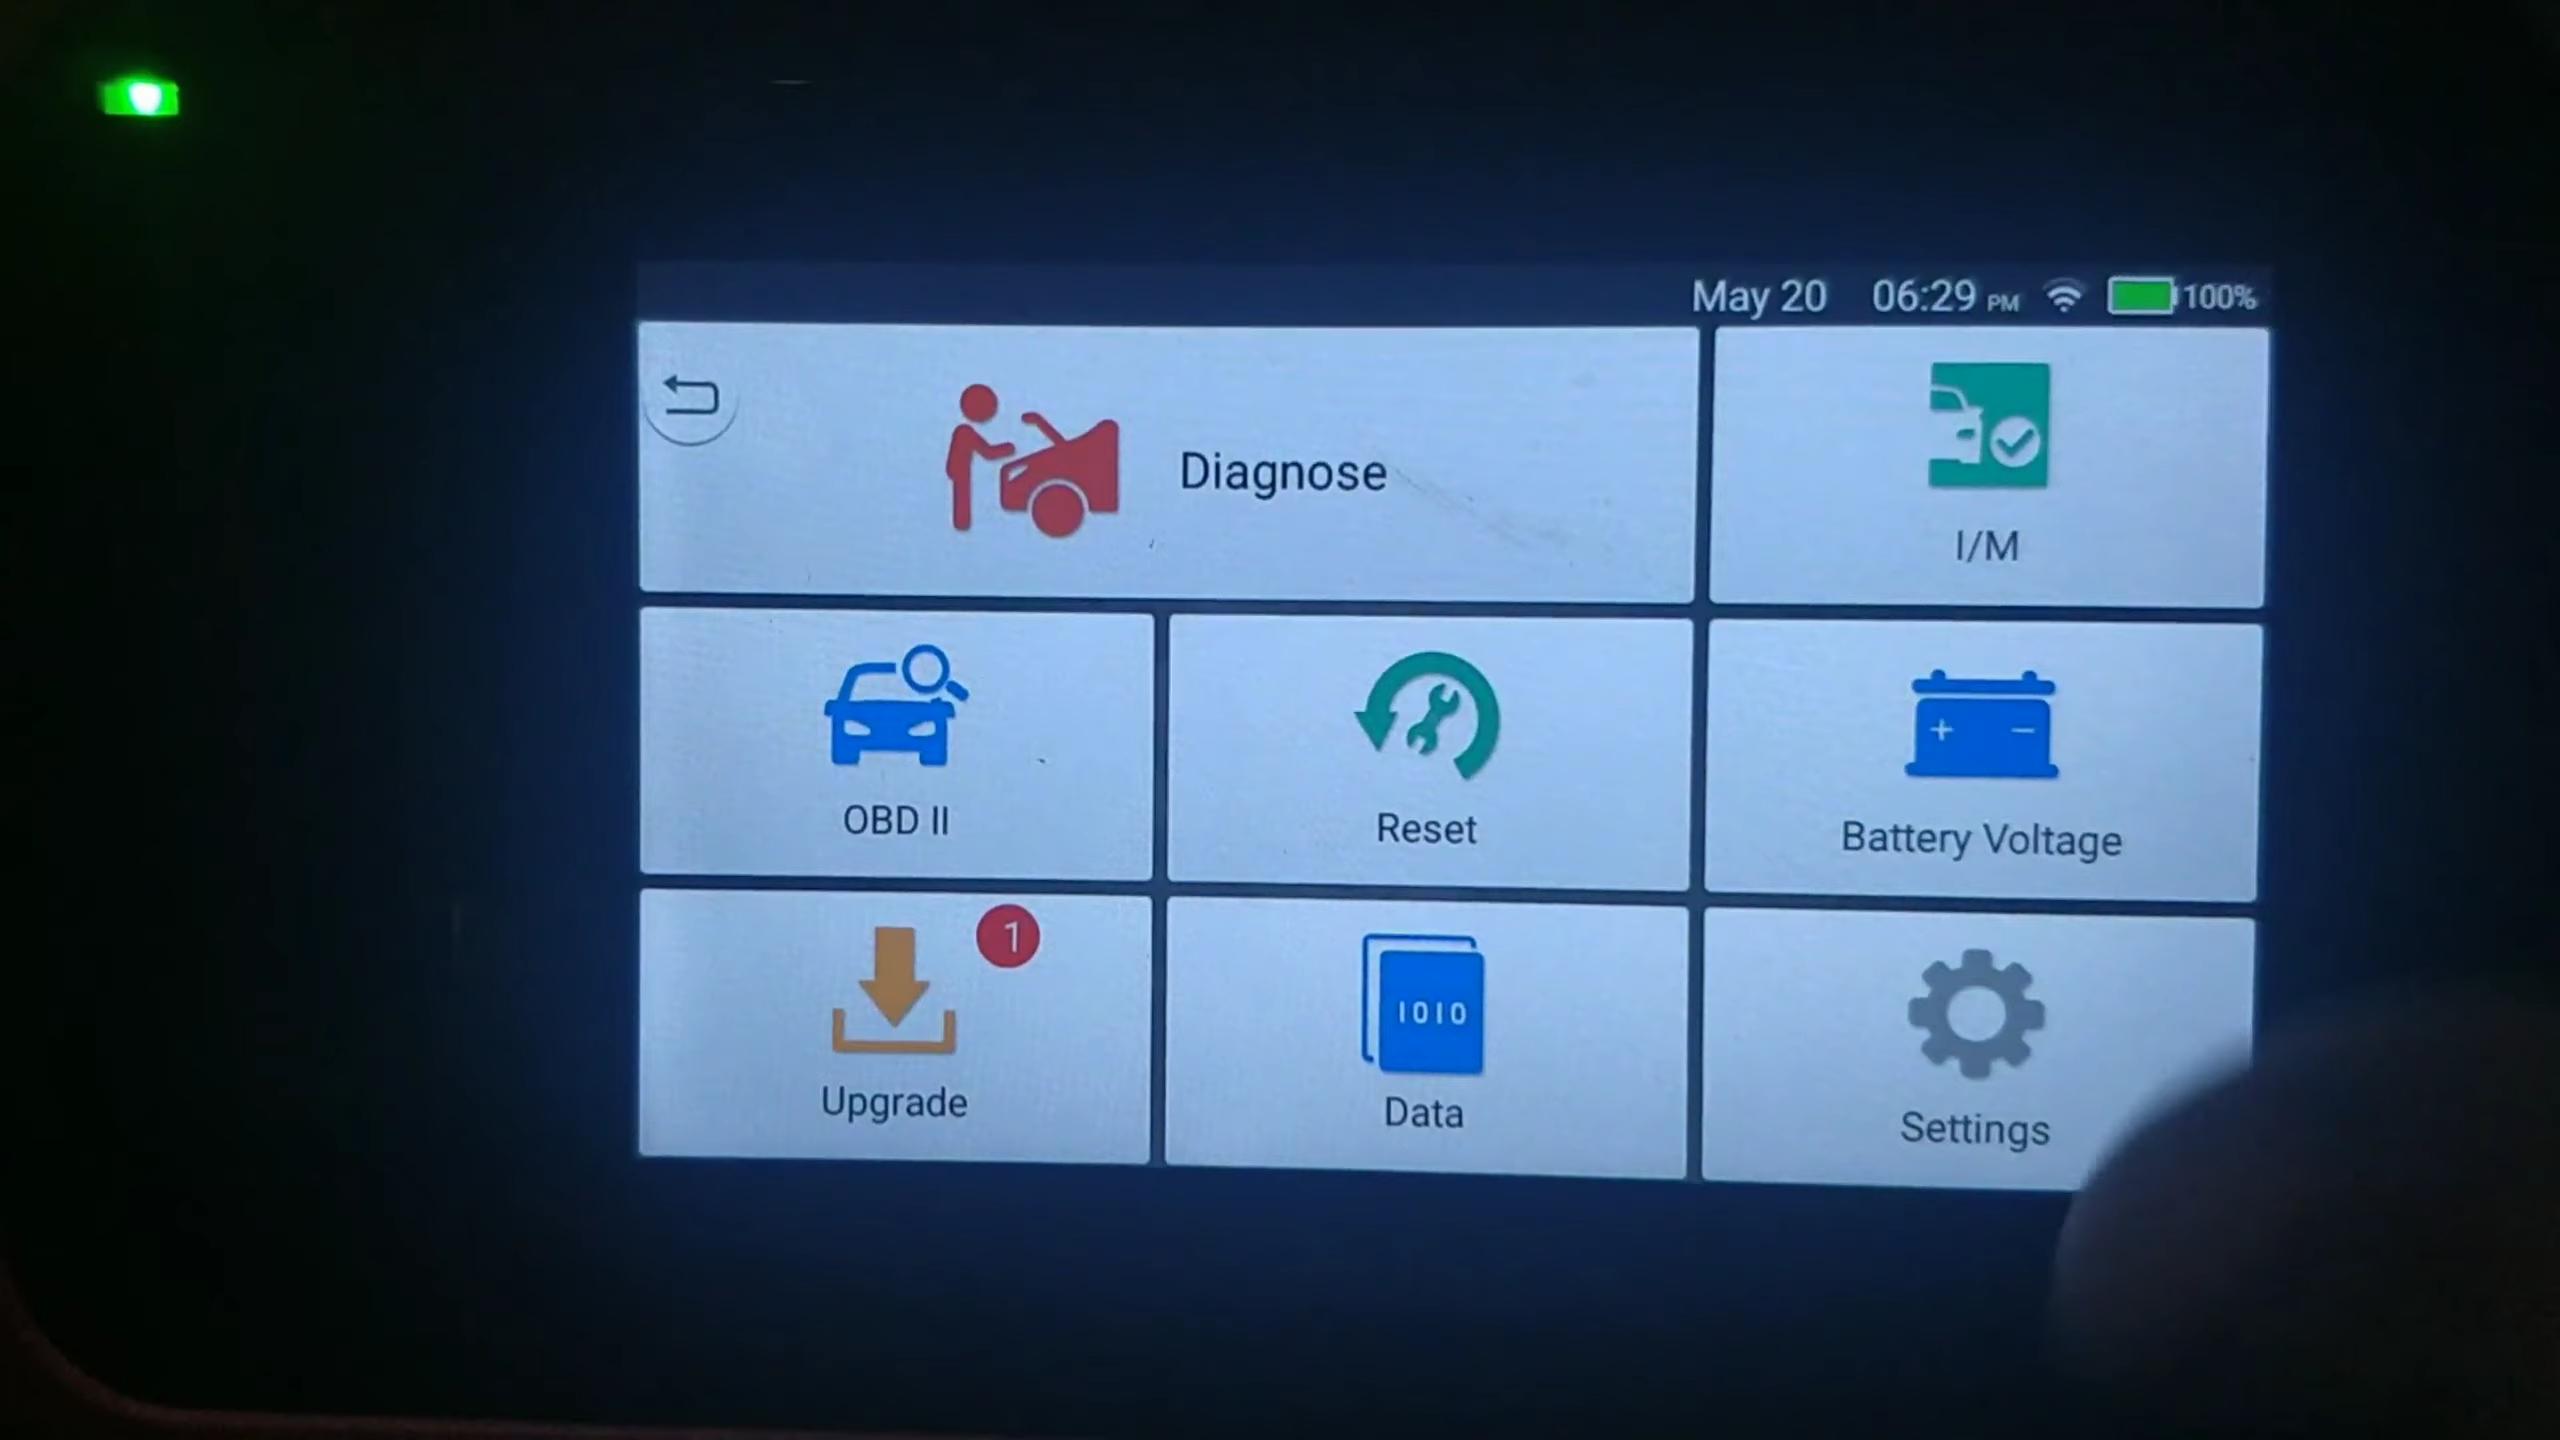 May 20 06:29 PM 100%
Diagnose
I/M
OBD II
Reset
Battery Voltage
1
Upgrade
1010
Data
Settings